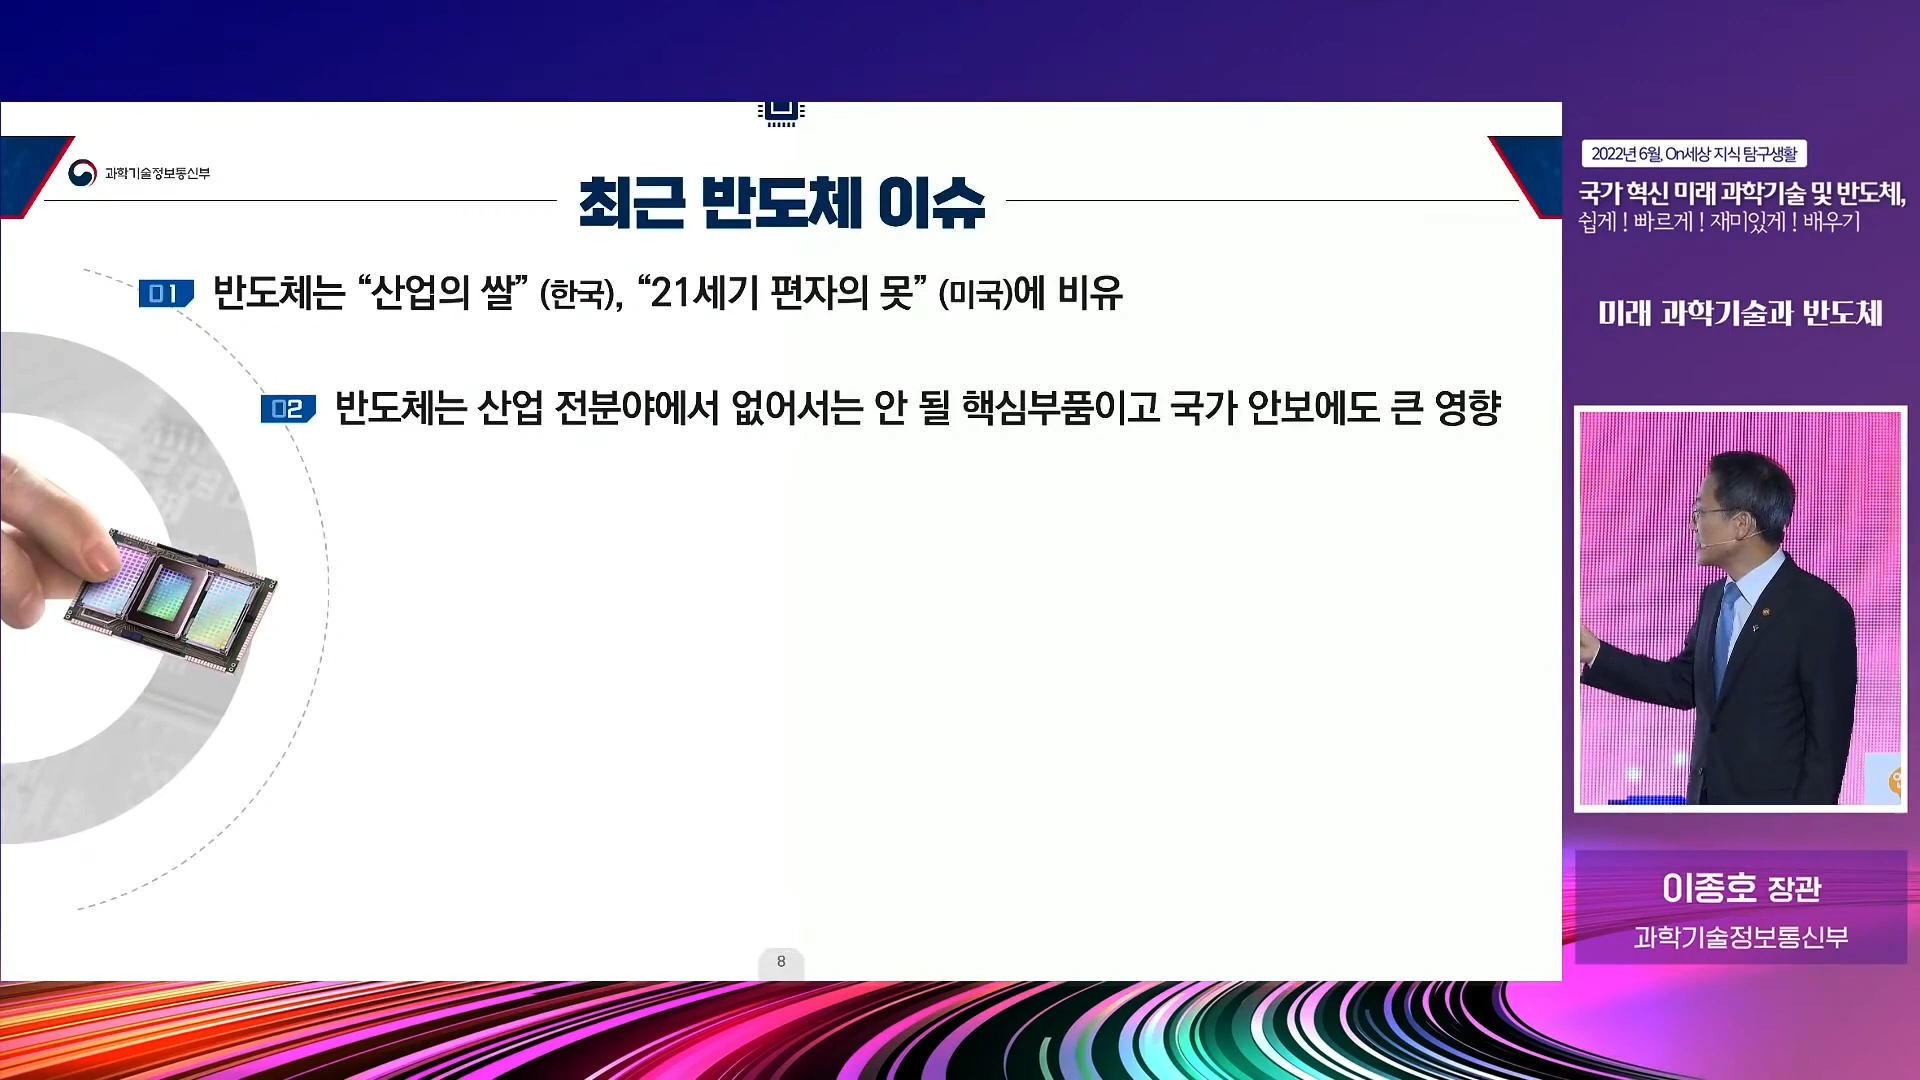 과학기술정보통신부
최근 반도체 이슈
01 반도체는 “산업의 쌀” (한국), “21세기 편자의 못” (미국)에 비유
02 반도체는 산업 전분야에서 없어서는 안 될 핵심부품이고 국가 안보에도 큰 영향
8
2022년 6월, On세상 지식 탐구생활
국가 혁신 미래 과학기술 및 반도체,
쉽게 ! 빠르게 ! 재미있게 ! 배우기
미래 과학기술과 반도체
이종호 장관
과학기술정보통신부